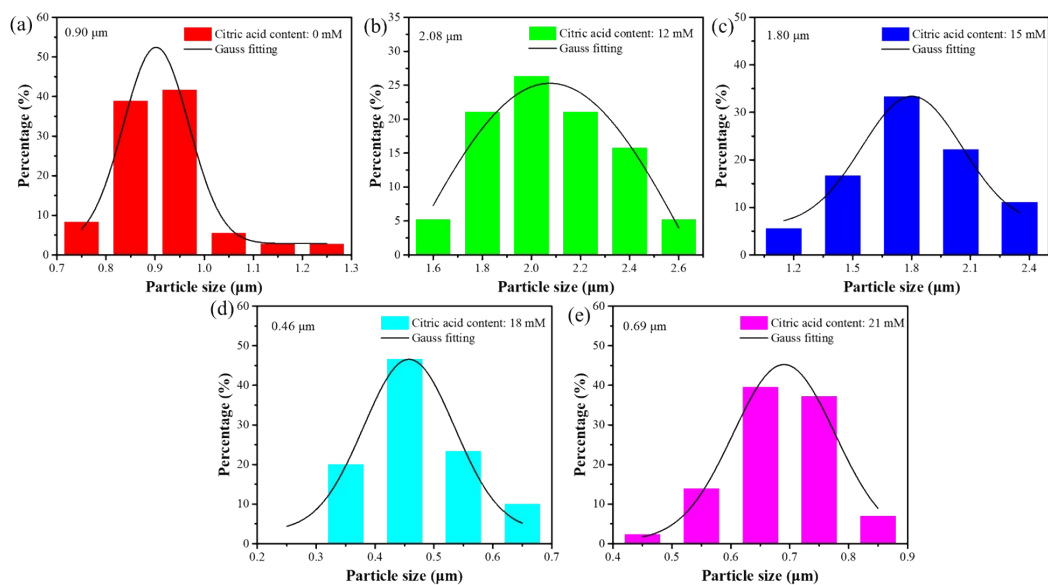 (a)
0.90 μm
Citric acid content: 0 mM
Gauss fitting
Percentage (%)
60
50
40
30
20
10
0
0.7 0.8 0.9 1.0 1.1 1.2 1.3
Particle size (μm)
(b)
2.08 μm
Citric acid content: 12 mM
Gauss fitting
Percentage (%)
35
30
25
20
15
10
5
0
1.6 1.8 2.0 2.2 2.4 2.6
Particle size (μm)
(c)
1.80 μm
Citric acid content: 15 mM
Gauss fitting
Percentage (%)
50
40
30
20
10
0
1.2 1.5 1.8 2.1 2.4
Particle size (μm)
(d)
0.46 μm
Citric acid content: 18 mM
Gauss fitting
Percentage (%)
60
50
40
30
20
10
0
0.2 0.3 0.4 0.5 0.6 0.7
Particle size (μm)
(e)
0.69 μm
Citric acid content: 21 mM
Gauss fitting
Percentage (%)
60
50
40
30
20
10
0
0.4 0.5 0.6 0.7 0.8 0.9
Particle size (μm)